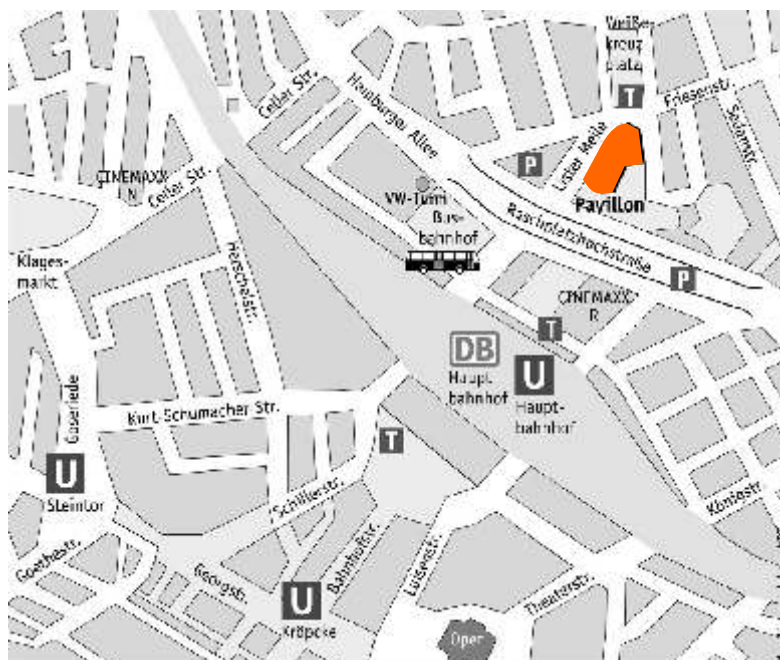 Weiße-
kreuz-
platz
T
Friesenstr.
Celler Str.
Hamburger Allee
Lister Meile
Sedanstr.
P
CINEMAXX
N
Celler Str.
VW-Turm
Bus-
bahnhof
Pavillon
Raschplatzhochstraße
Klages-
markt
Herschelstr.
P
CINEMAXX
R
T
DB
Haupt
bahnhof
U
Haupt-
bahnhof
Goseriede
Kurt-Schumacher Str.
T
U
Steintor
Schillerstr.
Königstr.
Goethestr.
Georgstr.
Bahnhofstr.
Luisenstr.
Theaterstr.
U
Kröpcke
Oper